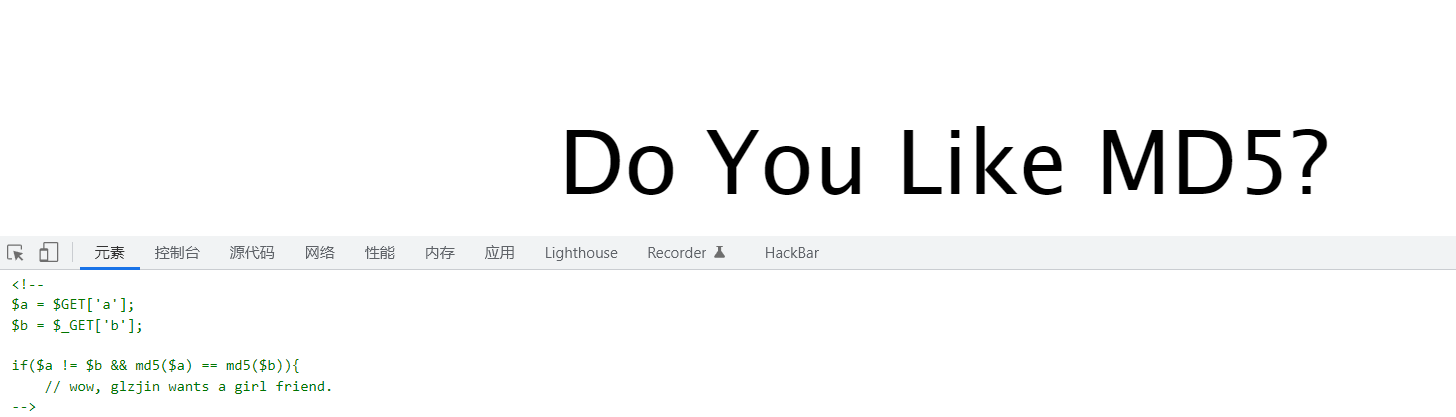 Do You Like MD5?
元素 控制台 源代码 网络 性能 内存 应用 Lighthouse Recorder HackBar
<!--
$a = $GET['a'];
$b = $_GET['b'];
if($a != $b && md5($a) == md5($b)){
// wow, glzjin wants a girl friend.
-->